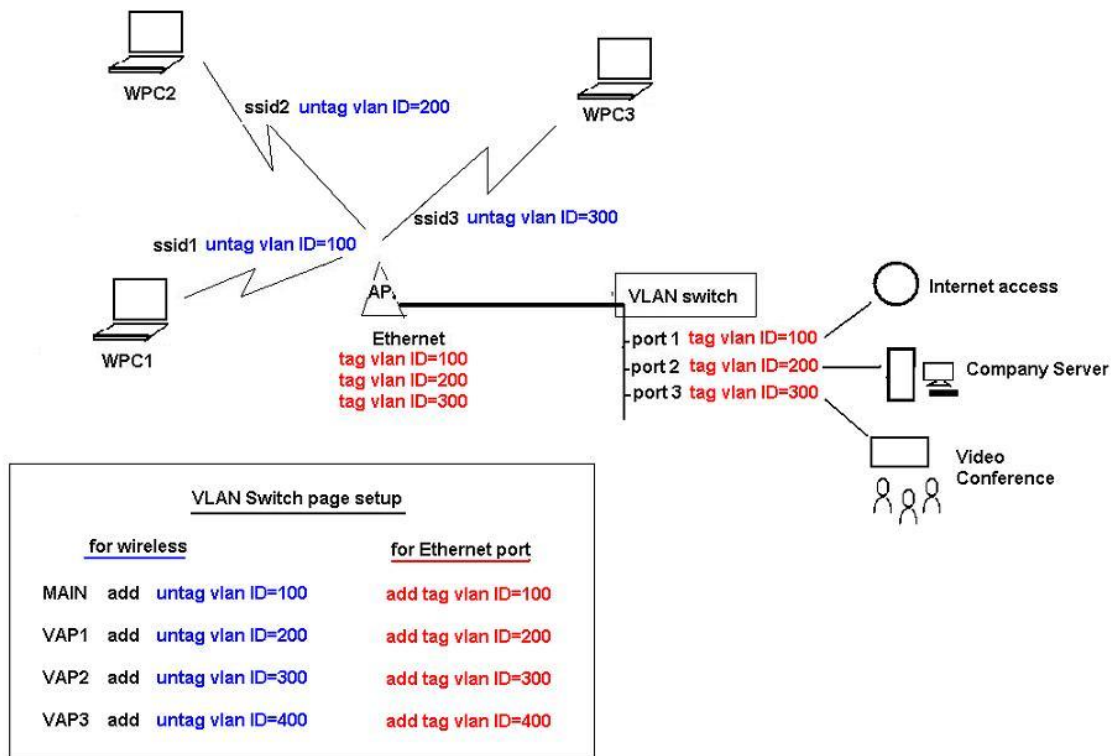 WPC2
WPC3
ssid2 untag vlan ID=200
ssid3 untag vlan ID=300
ssid1 untag vlan ID=100
WPC1
AP
Ethernet
tag vlan ID=100
tag vlan ID=200
tag vlan ID=300
VLAN switch
port 1 tag vlan ID=100
port 2 tag vlan ID=200
port 3 tag vlan ID=300
Internet access
Company Server
Video
Conference
VLAN Switch page setup
for wireless for Ethernet port
MAIN add untag vlan ID=100 add tag vlan ID=100
VAP1 add untag vlan ID=200 add tag vlan ID=200
VAP2 add untag vlan ID=300 add tag vlan ID=300
VAP3 add untag vlan ID=400 add tag vlan ID=400